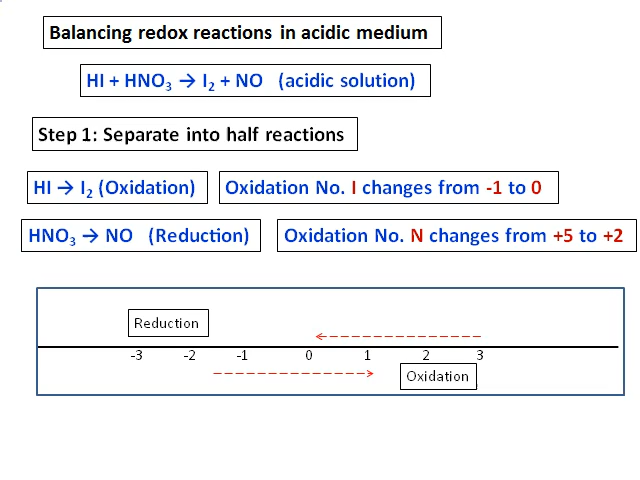 Balancing redox reactions in acidic medium
HI + HNO₃ → I₂ + NO (acidic solution)
Step 1: Separate into half reactions
HI → I₂ (Oxidation) Oxidation No. I changes from -1 to 0
HNO₃ → NO (Reduction) Oxidation No. N changes from +5 to +2
Reduction
-3 -2 -1 0 1 2 3
Oxidation